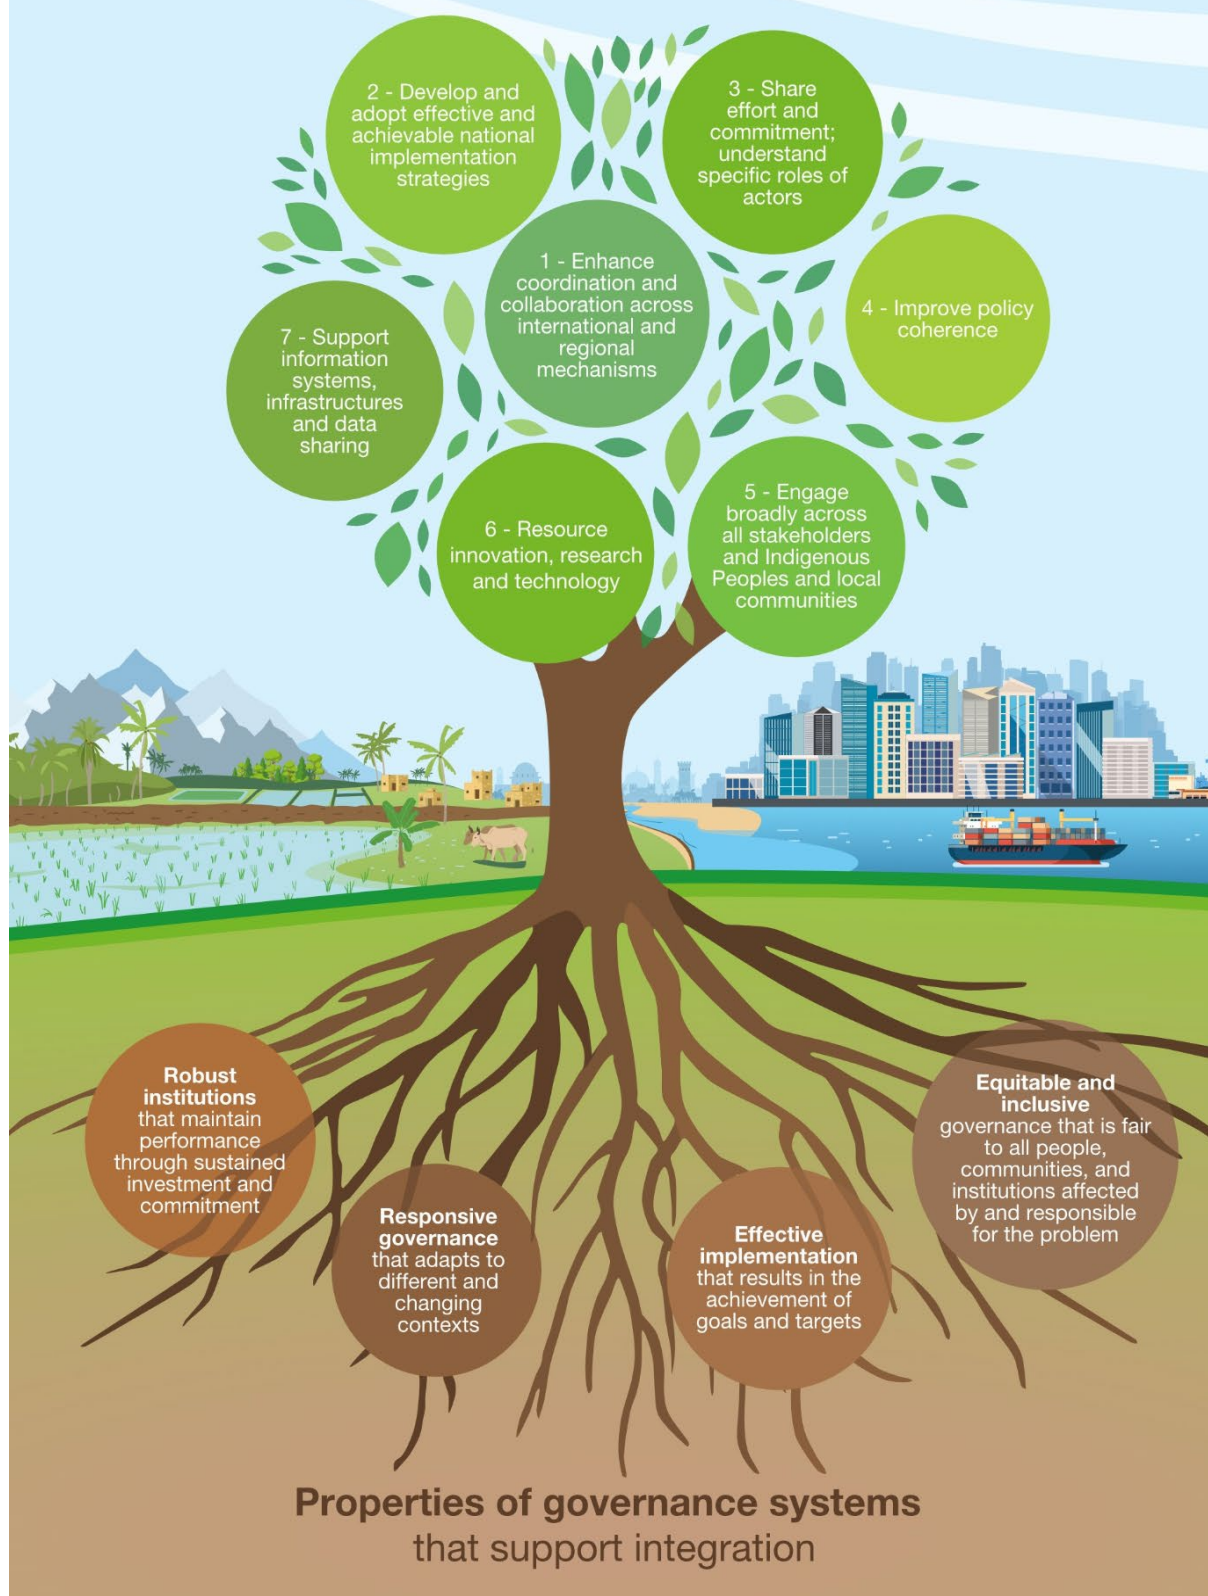 2 - Develop and
adopt effective and
achievable national
implementation
strategies
3 - Share
effort and
commitment;
understand
specific roles of
actors
1 - Enhance
coordination and
collaboration across
international and
regional
mechanisms
4 - Improve policy
coherence
7 - Support
information
systems,
infrastructures
and data
sharing
6 - Resource
innovation, research
and technology
5 - Engage
broadly across
all stakeholders
and Indigenous
Peoples and local
communities
Robust
institutions
that maintain
performance
through sustained
investment and
commitment
Responsive
governance
that adapts to
different and
changing
contexts
Effective
implementation
that results in the
achievement of
goals and targets
Equitable and
inclusive
governance that is fair
to all people,
communities, and
institutions affected
by and responsible
for the problem
Properties of governance systems
that support integration